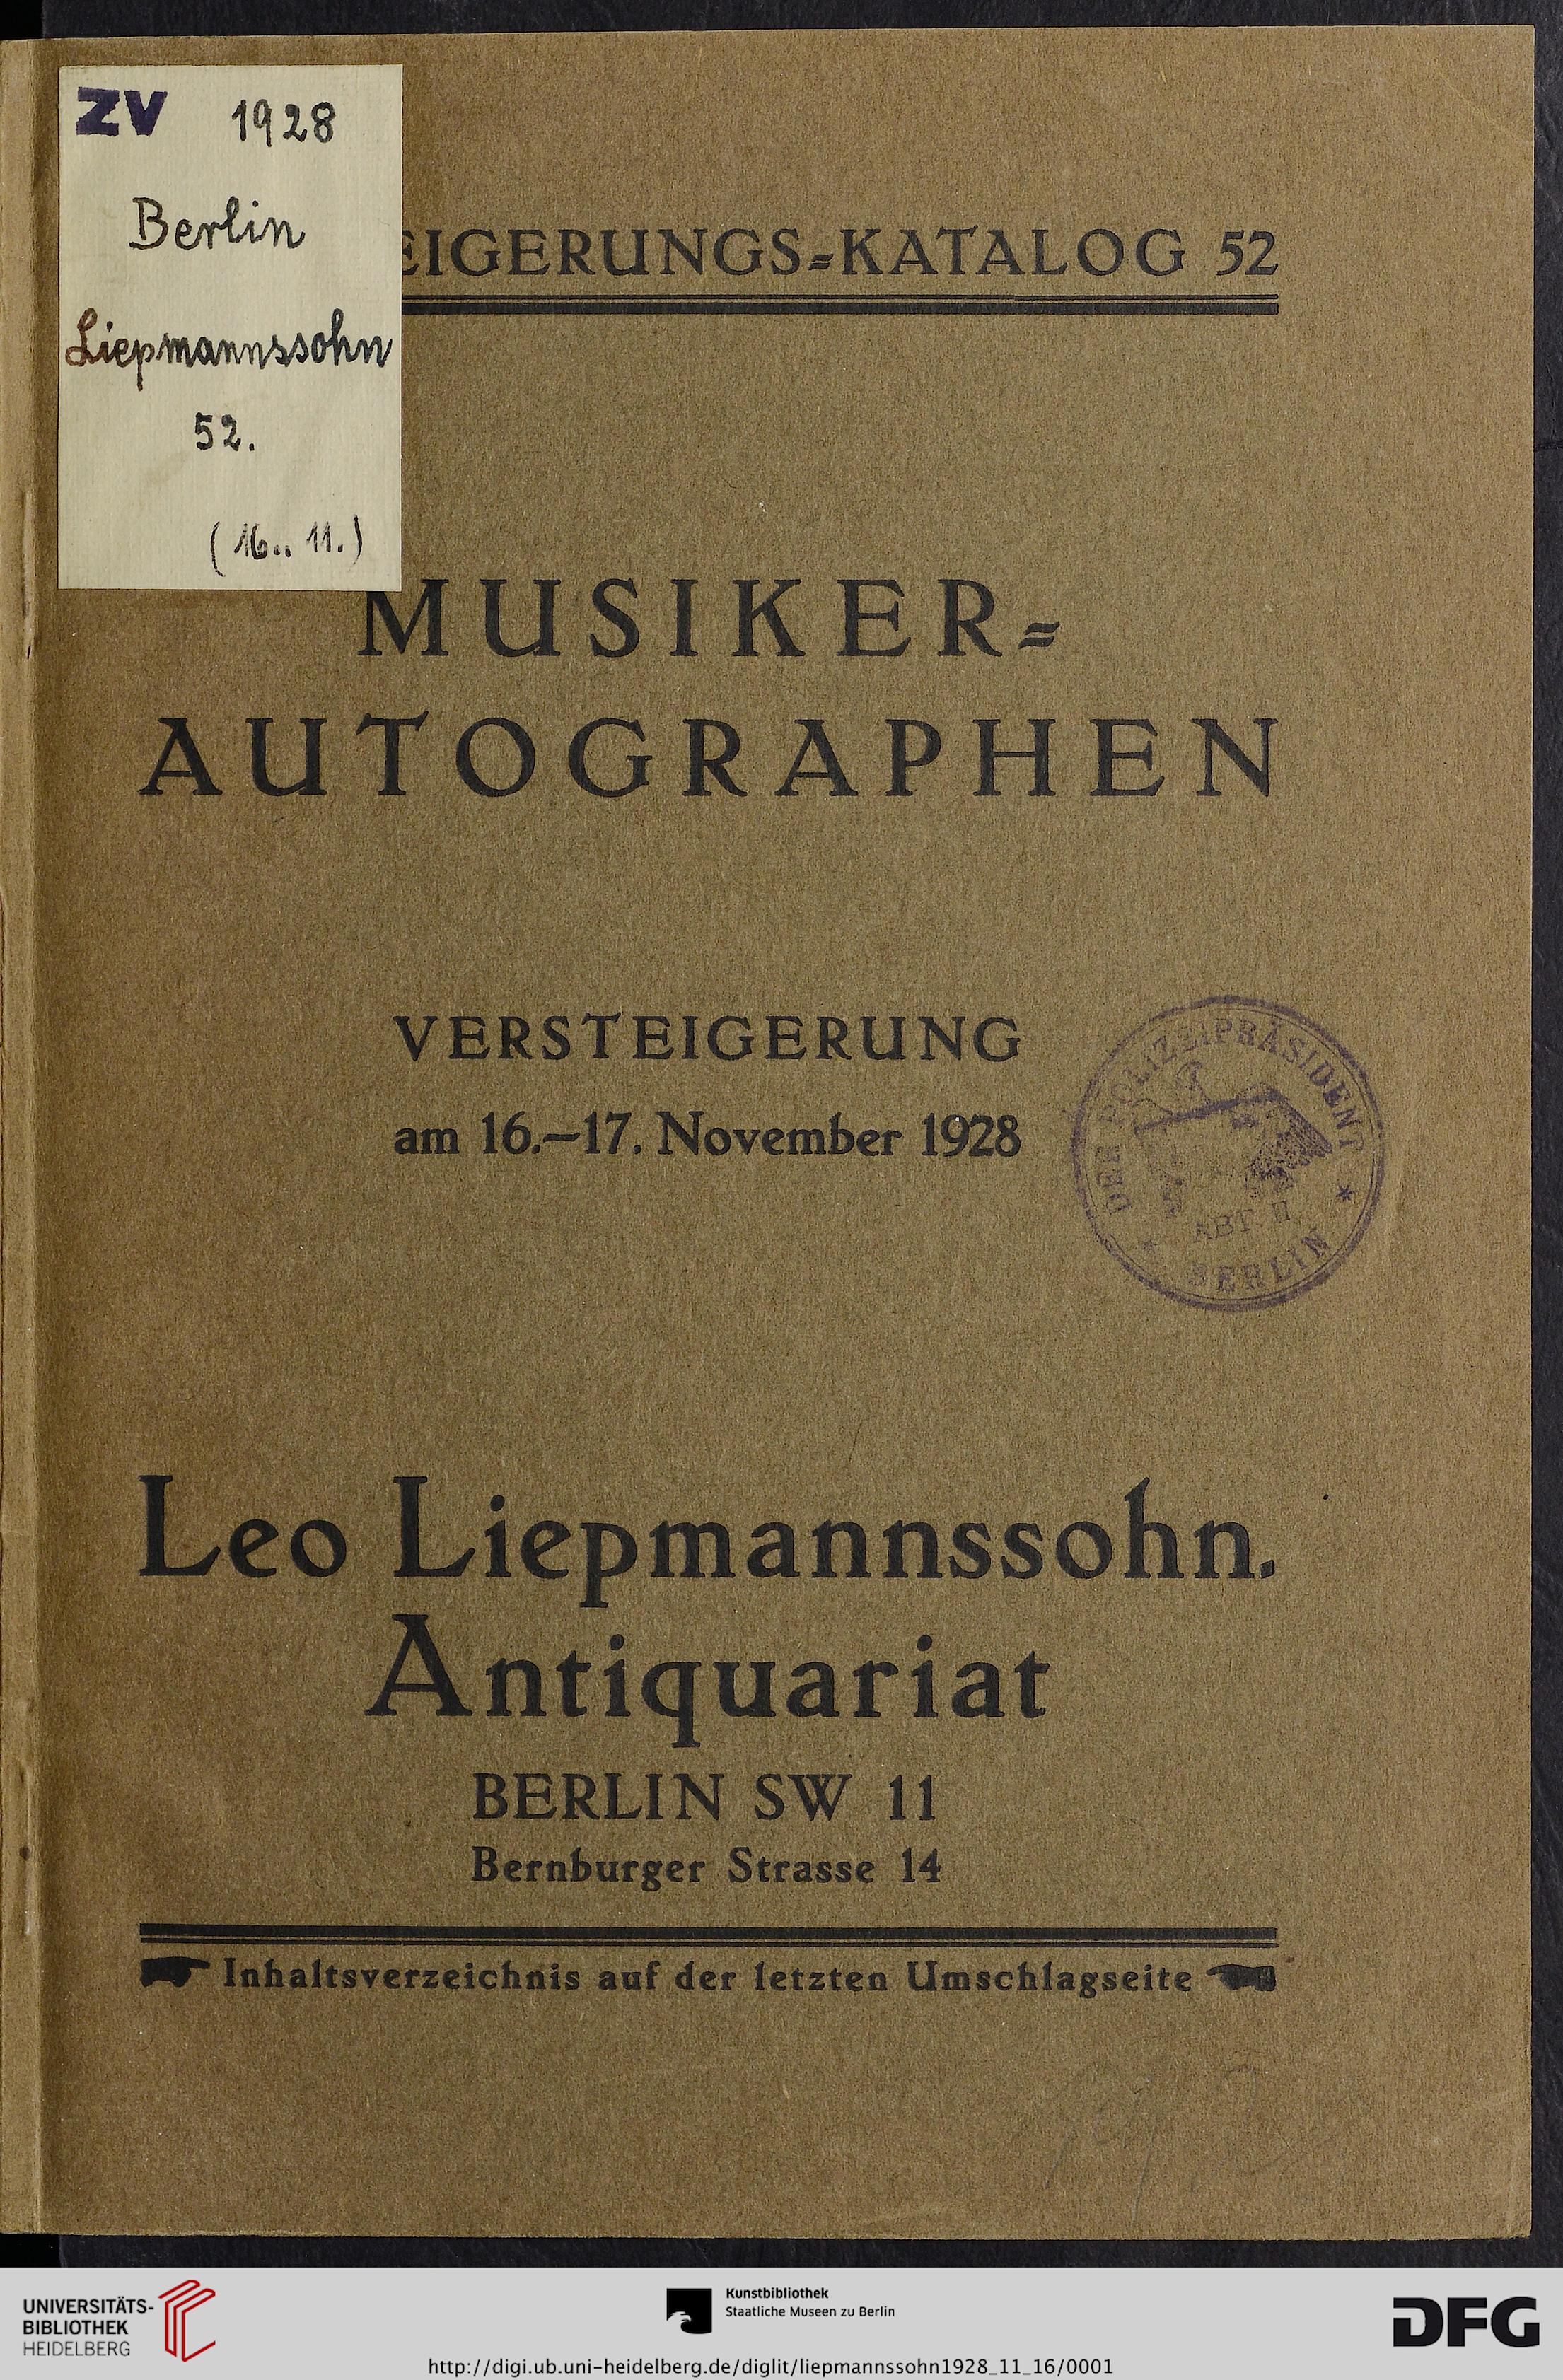 ZV 1928
Berlin
Liepmannssohn
52.
(16.. 11.)
EIGERUNGS=KATALOG 52
MUSIKER=
AUTOGRAPHEN
VERSTEIGERUNG
am 16.–17. November 1928
DER POLIZEIPRÄSIDENT
ABT II
BERLIN
Leo Liepmannssohn.
Antiquariat
BERLIN SW 11
Bernburger Strasse 14
Inhaltsverzeichnis auf der letzten Umschlagseite
UNIVERSITÄTS-
BIBLIOTHEK
HEIDELBERG
Kunstbibliothek
Staatliche Museen zu Berlin
DFG
http://digi.ub.uni-heidelberg.de/diglit/liepmannssohn1928_11_16/0001